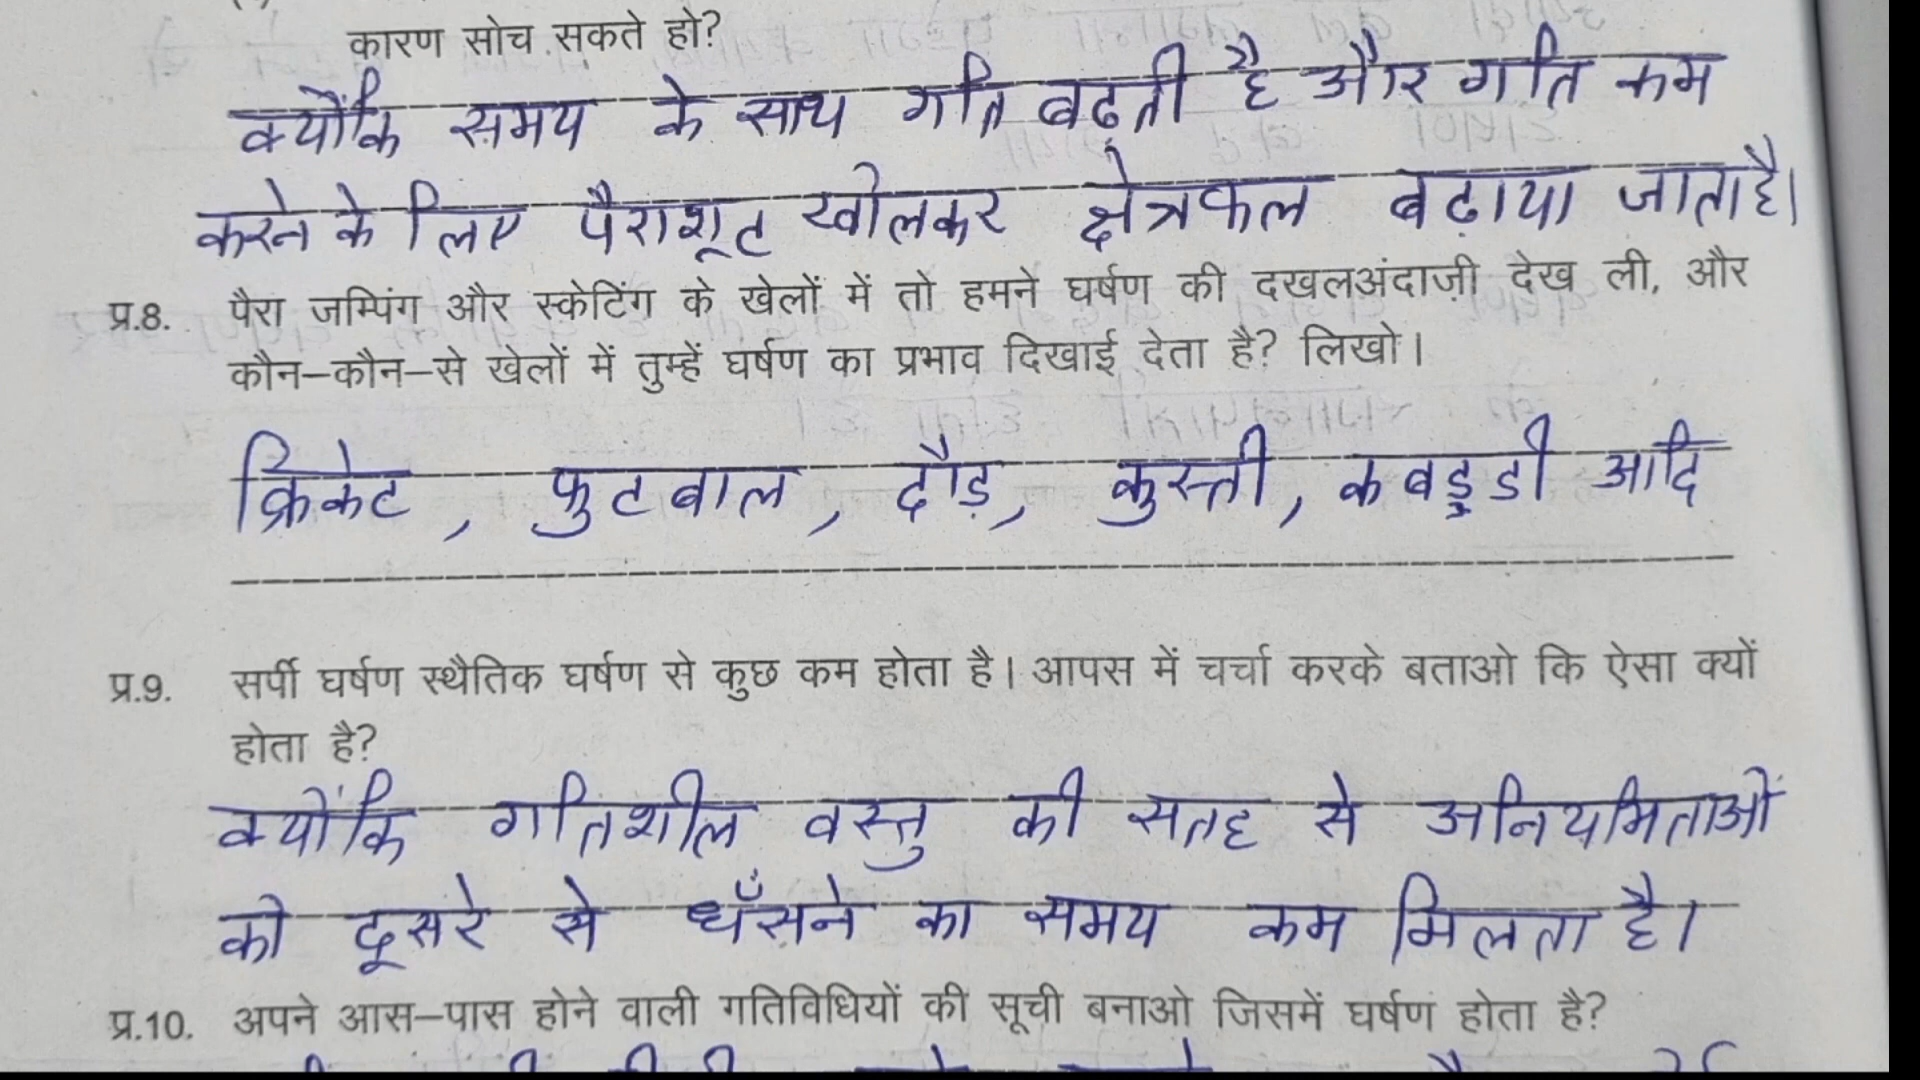 कारण सोच सकते हो?
क्योंकि समय के साथ गति बढ़ती है और गति कम
करने के लिए पैराशूट खोलकर क्षेत्रफल बढ़ाया जाता है।
प्र.8. पैरा जम्पिंग और स्केटिंग के खेलों में तो हमने घर्षण की दखलअंदाज़ी देख ली, और
कौन–कौन–से खेलों में तुम्हें घर्षण का प्रभाव दिखाई देता है? लिखो।
क्रिकेट, फुटबाल, दौड़, कुस्ती, कबड्डी आदि
प्र.9. सर्पी घर्षण स्थैतिक घर्षण से कुछ कम होता है। आपस में चर्चा करके बताओ कि ऐसा क्यों
होता है?
क्योंकि गतिशील वस्तु की सतह से अनियमिताओं
को दूसरे से धँसने का समय कम मिलता है।
प्र.10. अपने आस–पास होने वाली गतिविधियों की सूची बनाओ जिसमें घर्षण होता है?